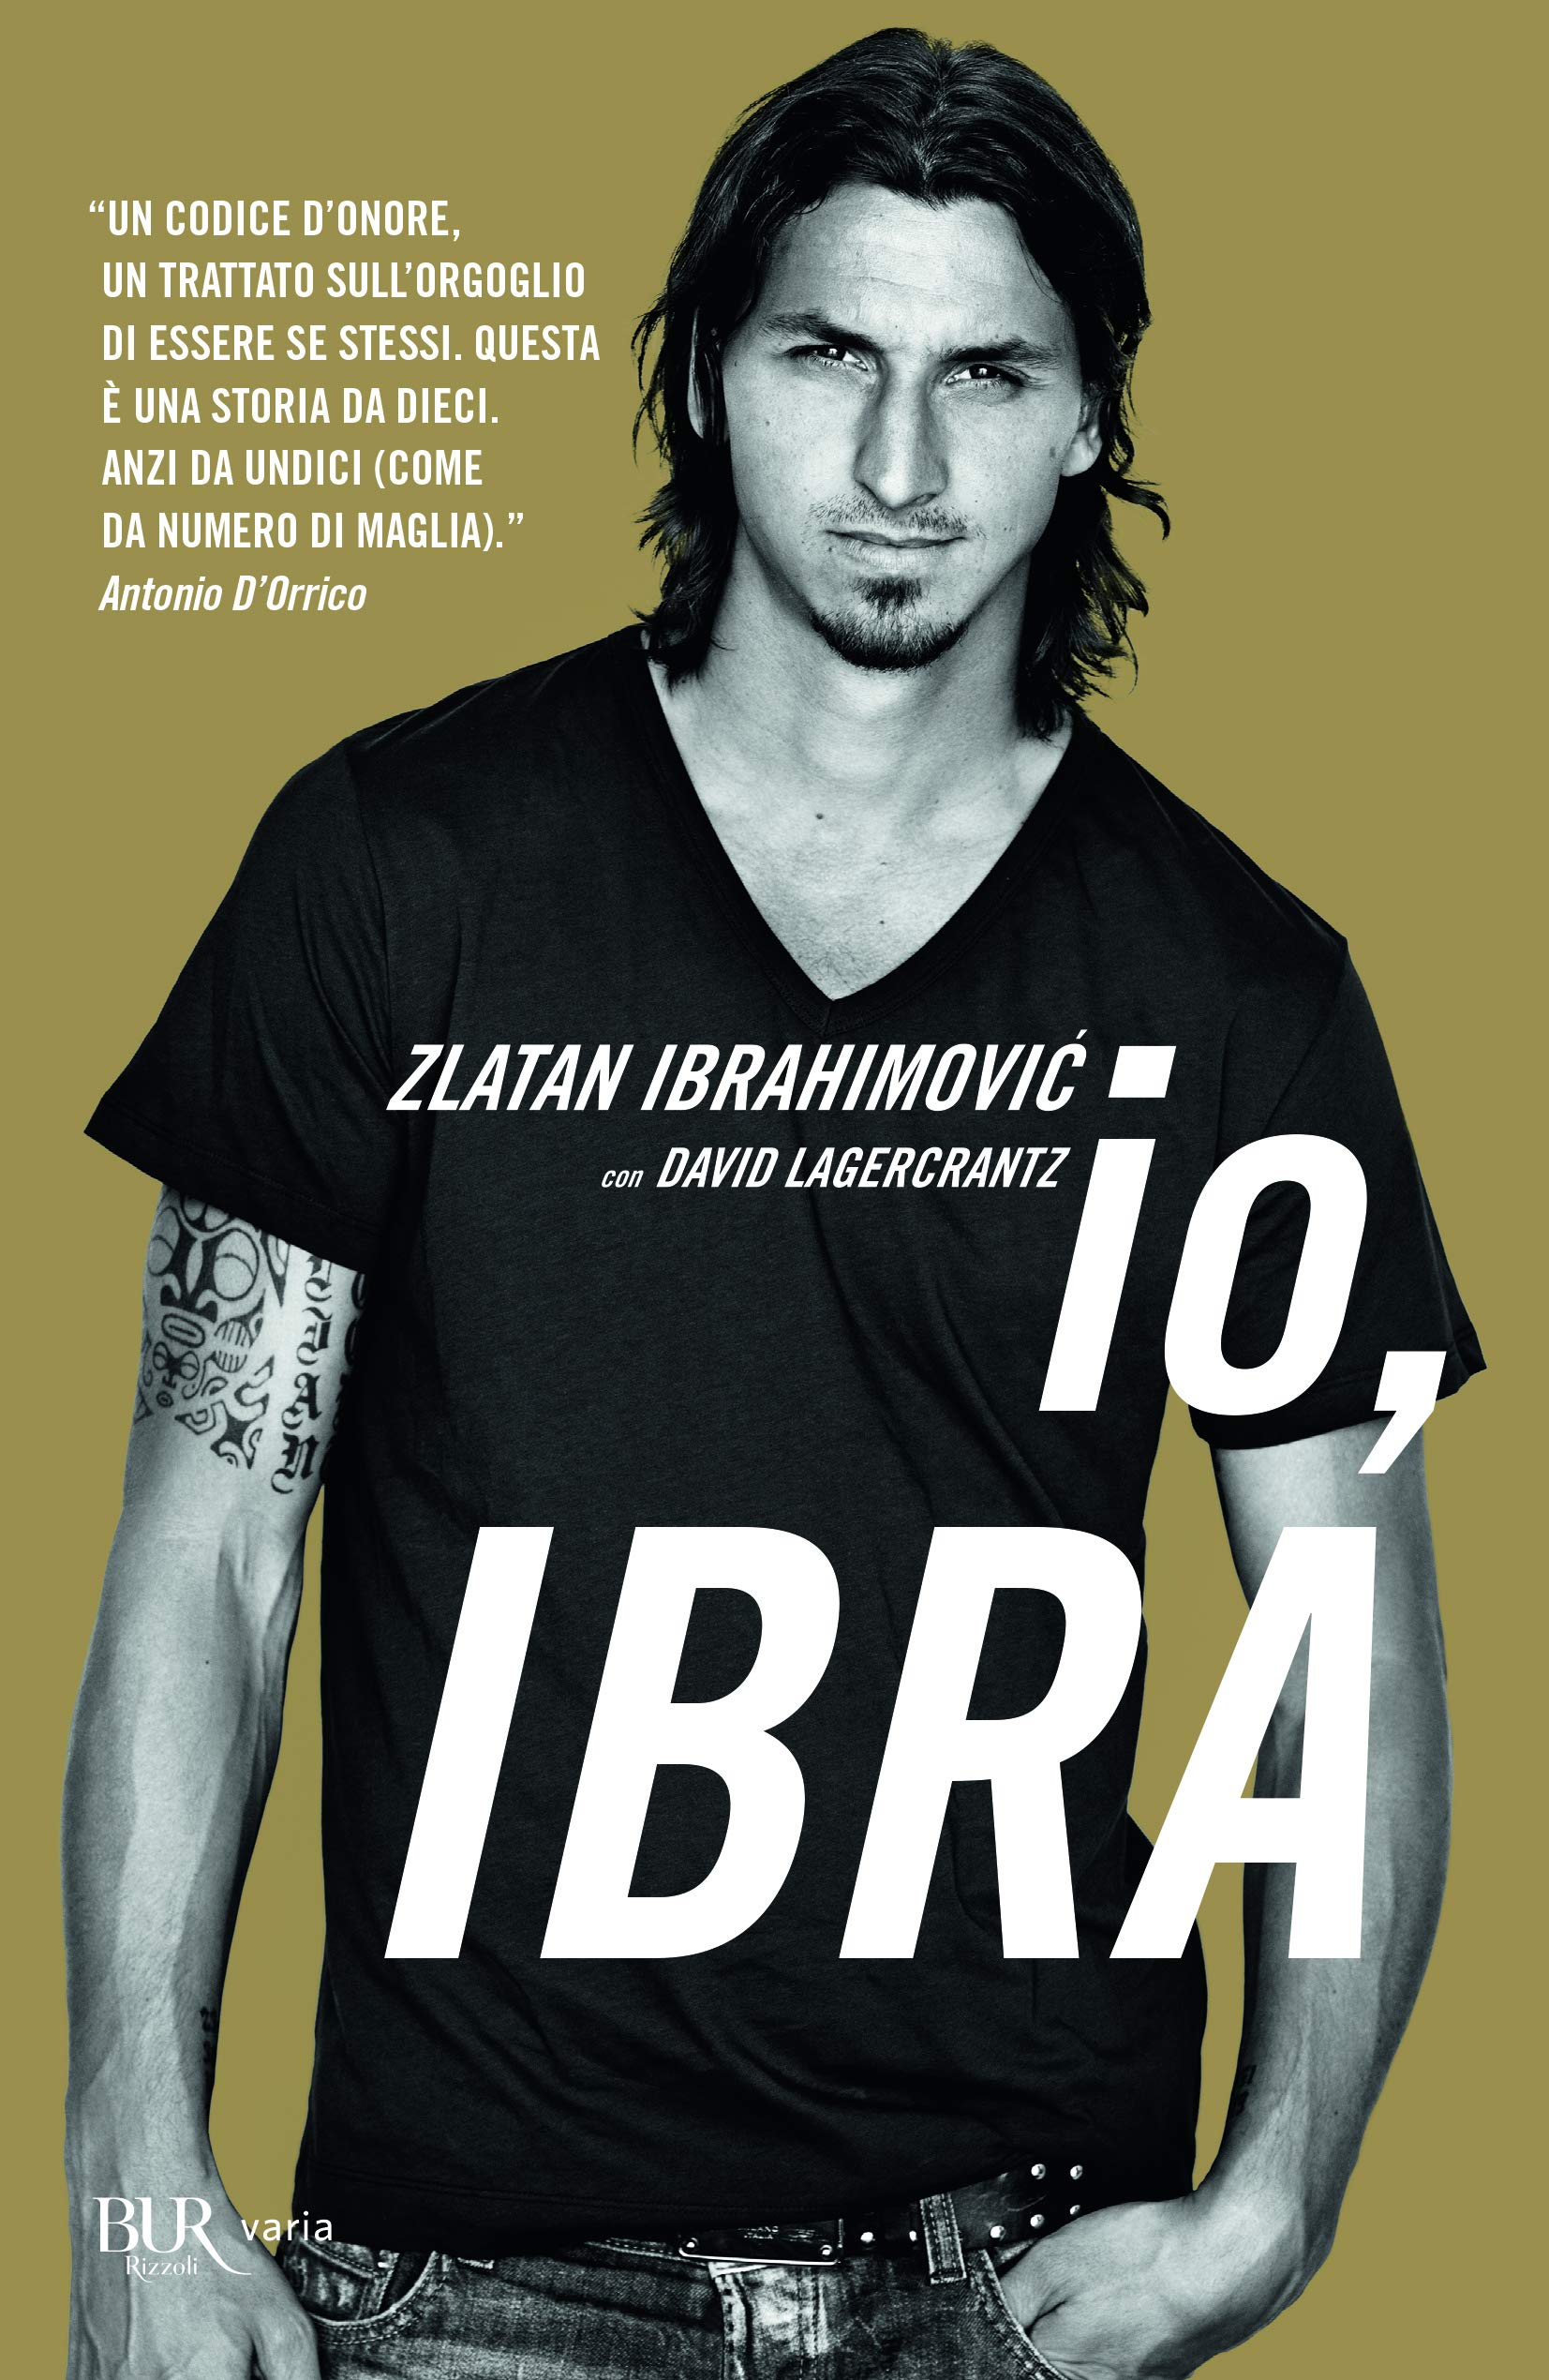 “UN CODICE D’ONORE,
UN TRATTATO SULL’ORGOGLIO
DI ESSERE SE STESSI. QUESTA
È UNA STORIA DA DIECI.
ANZI DA UNDICI (COME
DA NUMERO DI MAGLIA).”
Antonio D’Orrico
ZLATAN IBRAHIMOVIĆ
con DAVID LAGERCRANTZ
io,
IBRA
BUR varia
Rizzoli